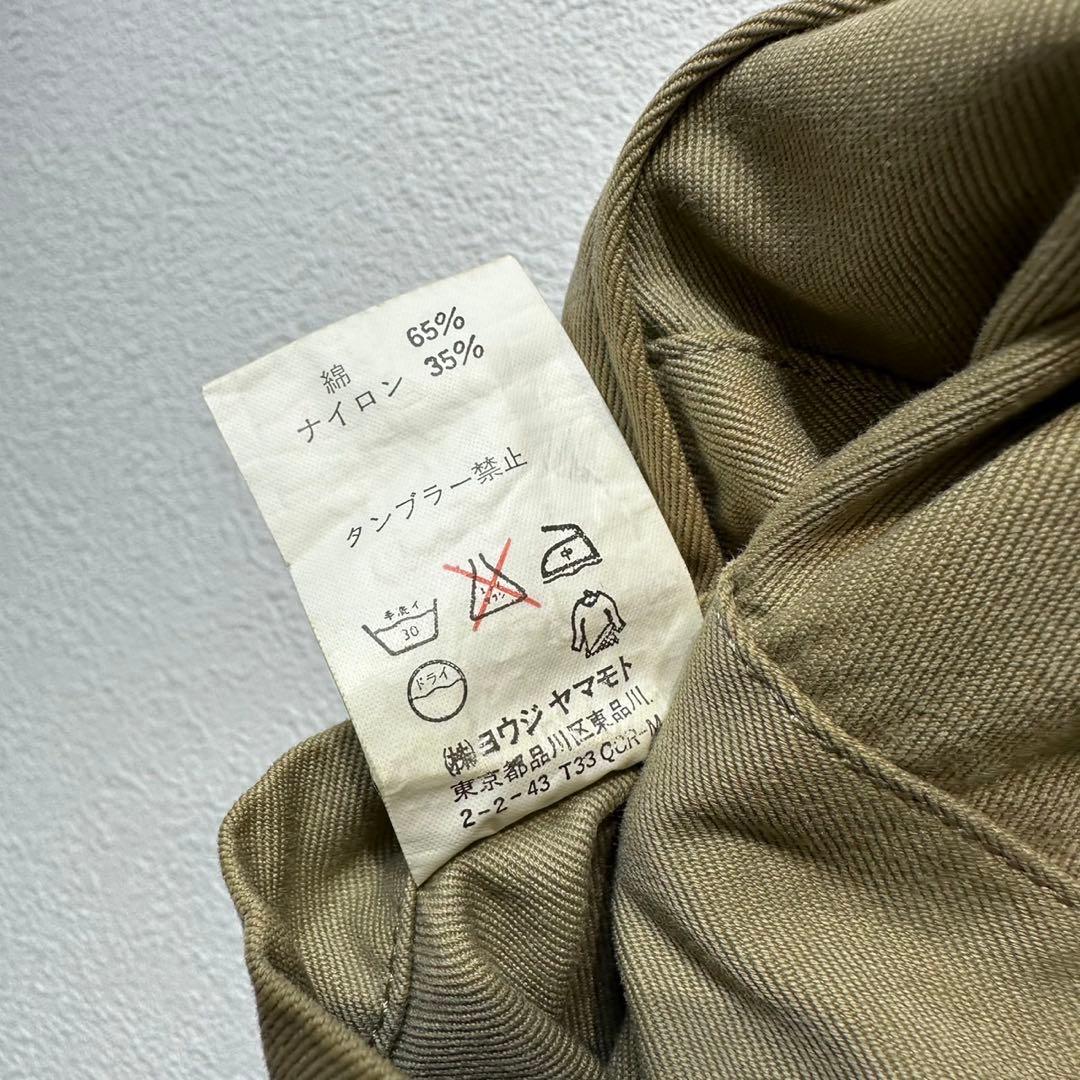 綿 65%
ナイロン 35%
タンブラー禁止
手洗イ
30
中
ドライ
(株)ヨウジヤマモト
東京都品川区東品川
2-2-43 T33